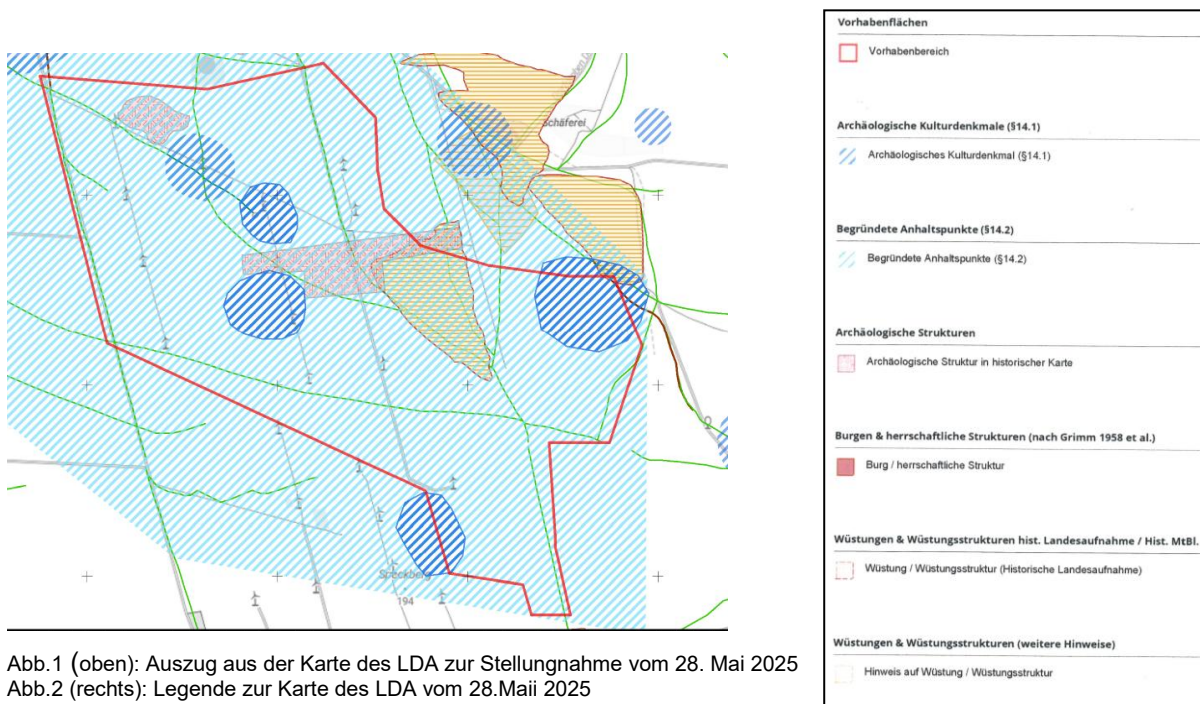 schäferei
Speckberg
194
Abb.1 (oben): Auszug aus der Karte des LDA zur Stellungnahme vom 28. Mai 2025
Abb.2 (rechts): Legende zur Karte des LDA vom 28.Maii 2025
Vorhabenflächen
Vorhabenbereich
Archäologische Kulturdenkmale (§14.1)
Archäologisches Kulturdenkmal (§14.1)
Begründete Anhaltspunkte (§14.2)
Begründete Anhaltspunkte (§14.2)
Archäologische Strukturen
Archäologische Struktur in historischer Karte
Burgen & herrschaftliche Strukturen (nach Grimm 1958 et al.)
Burg / herrschaftliche Struktur
Wüstungen & Wüstungsstrukturen hist. Landesaufnahme / Hist. MtBl.
Wüstung / Wüstungsstruktur (Historische Landesaufnahme)
Wüstungen & Wüstungsstrukturen (weitere Hinweise)
Hinweis auf Wüstung / Wüstungsstruktur